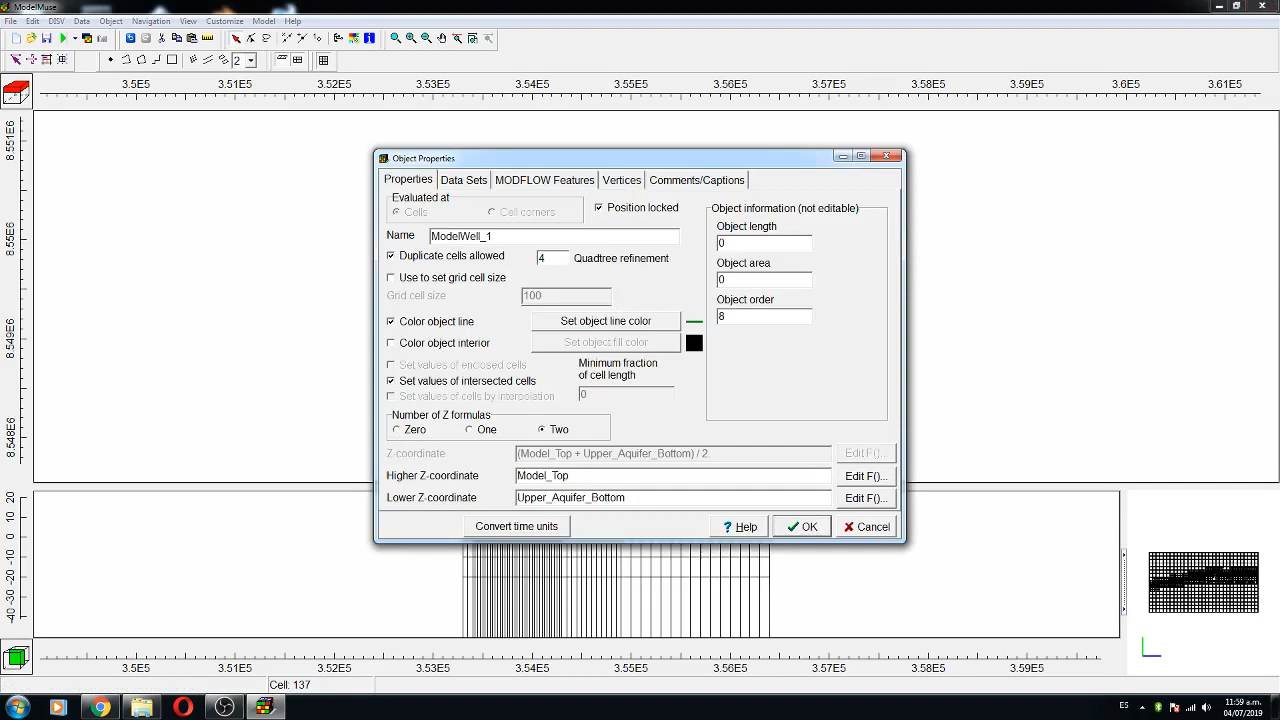 ModelMuse
File Edit DISV Data Object Navigation View Customize Model Help
2
3.5E5 3.51E5 3.52E5 3.53E5 3.54E5 3.55E5 3.56E5 3.57E5 3.58E5 3.59E5 3.6E5 3.61E5
8.551E6
8.55E6
8.549E6
8.548E6
Object Properties
Properties Data Sets MODFLOW Features Vertices Comments/Captions
Evaluated at
Cells Cell corners
Position locked
Name ModelWell_1
Duplicate cells allowed 4 Quadtree refinement
Use to set grid cell size
Grid cell size 100
Color object line Set object line color
Color object interior Set object fill color
Set values of enclosed cells
Minimum fraction
of cell length
Set values of intersected cells
Set values of cells by interpolation 0
Number of Z formulas
Zero One Two
Z coordinate (Model_Top + Upper_Aquifer_Bottom) / 2 Edit F()...
Higher Z-coordinate Model_Top Edit F()...
Lower Z-coordinate Upper_Aquifer_Bottom Edit F()...
Object information (not editable)
Object length
0
Object area
0
Object order
8
Convert time units Help OK Cancel
20
10
0
-10
-20
-30
-40
3.5E5 3.51E5 3.52E5 3.53E5 3.54E5 3.55E5 3.56E5 3.57E5 3.58E5 3.59E5
Cell: 137
ES 11:59 a.m.
04/07/2019